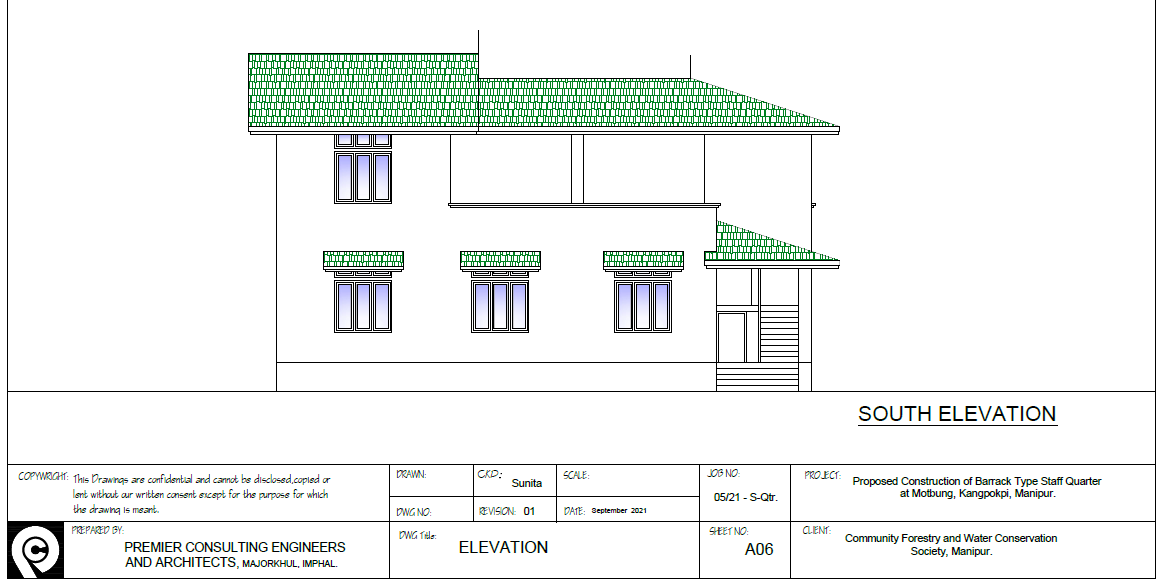 SOUTH ELEVATION
COPYWRIGHT: This Drawings are confidential and cannot be disclosed,copied or
lent without our written consent except for the purpose for which
the drawing is meant.
DRAWN:
CKD.: Sunita
SCALE:
JOB NO:
05/21 - S-Qtr.
PROJECT: Proposed Construction of Barrack Type Staff Quarter
at Motbung, Kangpokpi, Manipur.
DWG NO:
REVISION: 01
DATE: September 2021
PREPARED BY:
PREMIER CONSULTING ENGINEERS
AND ARCHITECTS, MAJORKHUL, IMPHAL.
DWG Title:
ELEVATION
SHEET NO:
A06
CLIENT: Community Forestry and Water Conservation
Society, Manipur.